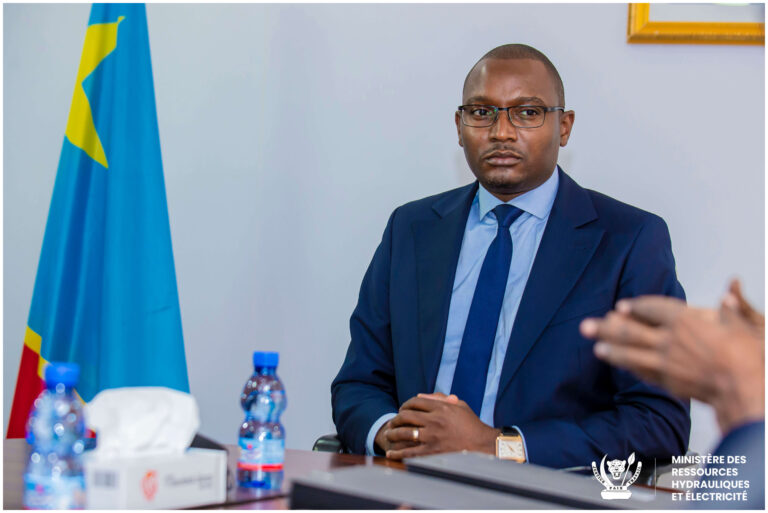 MINISTÈRE DES
RESSOURCES
HYDRAULIQUES
ET ÉLECTRICITÉ